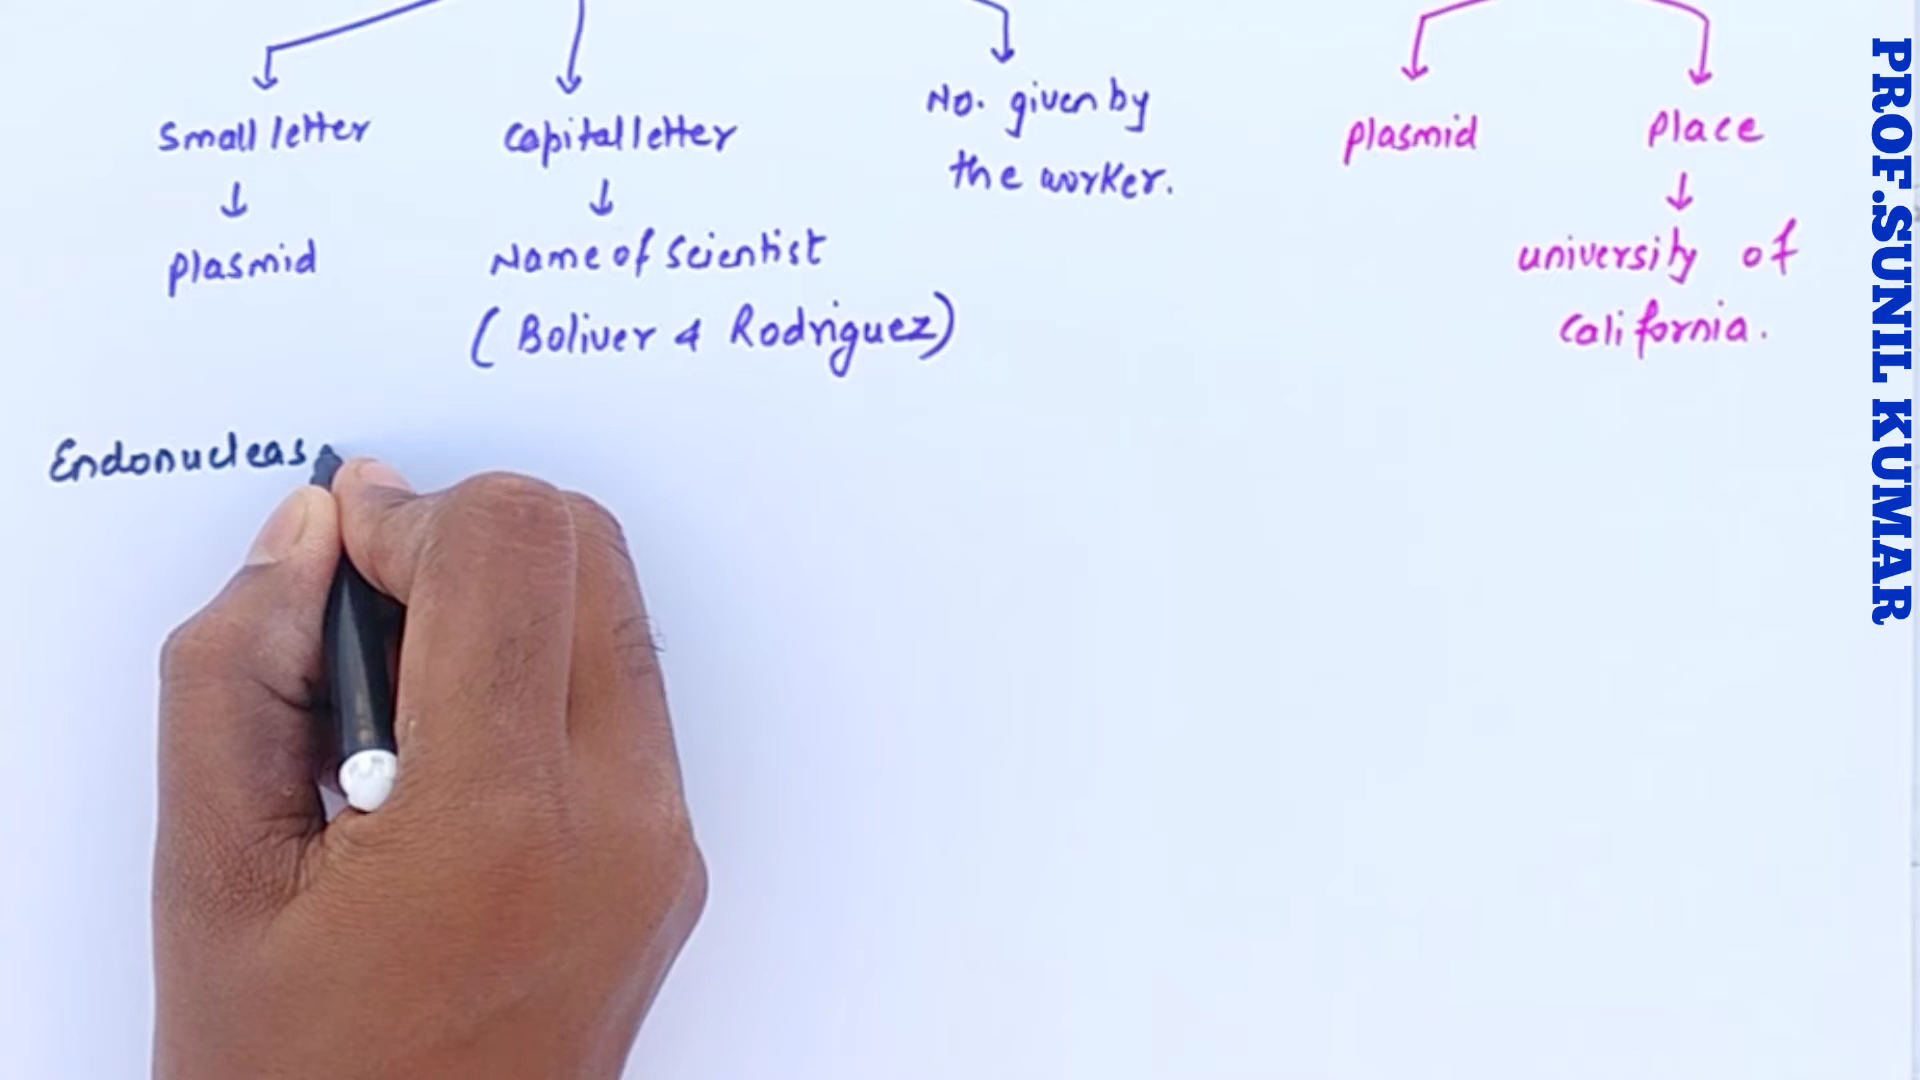 Small letter
plasmid
Capital letter
Name of Scientist
( Boliver & Rodriguez)
No. given by
the worker.
plasmid
Place
university of
California.
Endonucleas
PROF.SUNIL KUMAR